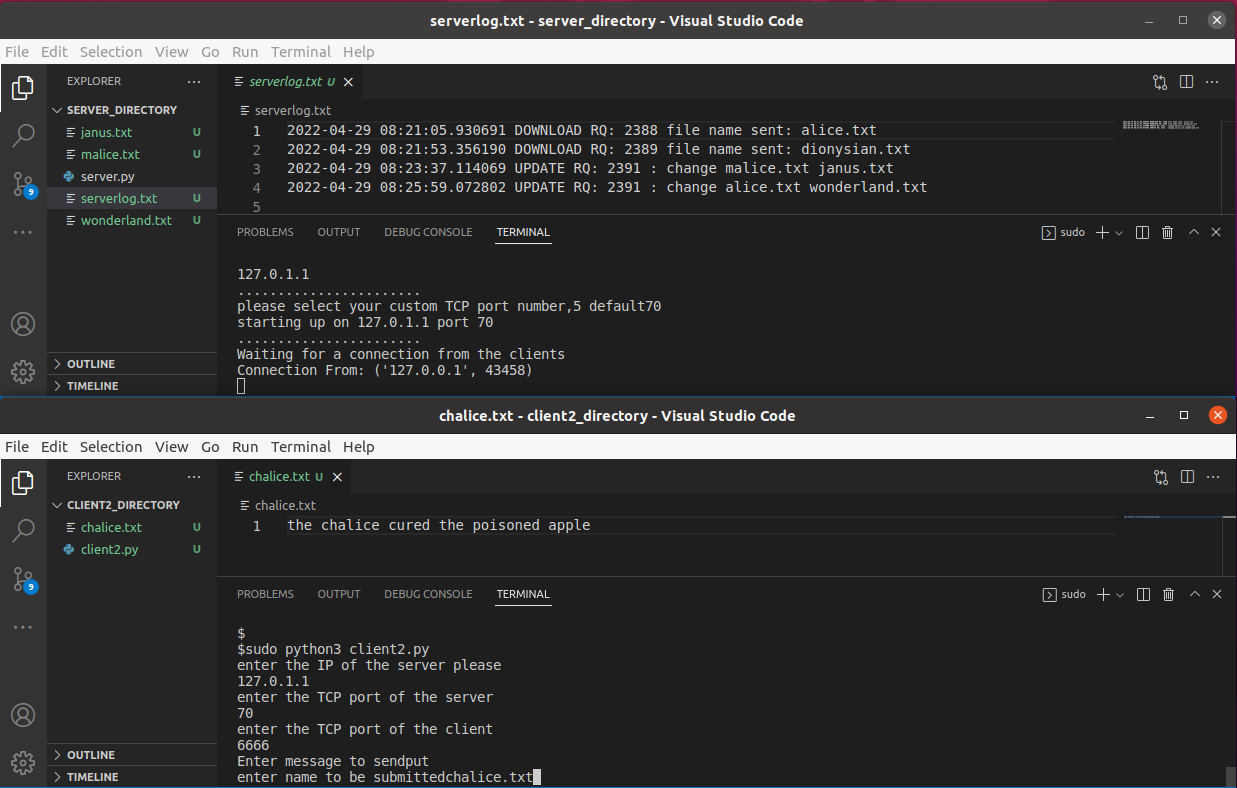 serverlog.txt - server_directory - Visual Studio Code
File Edit Selection View Go Run Terminal Help
EXPLORER
SERVER_DIRECTORY
janus.txt U
malice.txt U
server.py
serverlog.txt U
wonderland.txt U
9
OUTLINE
TIMELINE
serverlog.txt U
serverlog.txt
1 2022-04-29 08:21:05.930691 DOWNLOAD RQ: 2388 file name sent: alice.txt
2 2022-04-29 08:21:53.356190 DOWNLOAD RQ: 2389 file name sent: dionysian.txt
3 2022-04-29 08:23:37.114069 UPDATE RQ: 2391 : change malice.txt janus.txt
4 2022-04-29 08:25:59.072802 UPDATE RQ: 2391 : change alice.txt wonderland.txt
5
PROBLEMS OUTPUT DEBUG CONSOLE TERMINAL sudo
127.0.1.1
.......................
please select your custom TCP port number,5 default70
starting up on 127.0.1.1 port 70
.......................
Waiting for a connection from the clients
Connection From: ('127.0.0.1', 43458)
chalice.txt - client2_directory - Visual Studio Code
File Edit Selection View Go Run Terminal Help
EXPLORER
CLIENT2_DIRECTORY
chalice.txt U
client2.py U
9
OUTLINE
TIMELINE
chalice.txt U
chalice.txt
1 the chalice cured the poisoned apple
PROBLEMS OUTPUT DEBUG CONSOLE TERMINAL sudo
$
$sudo python3 client2.py
enter the IP of the server please
127.0.1.1
enter the TCP port of the server
70
enter the TCP port of the client
6666
Enter message to sendput
enter name to be submittedchalice.txt